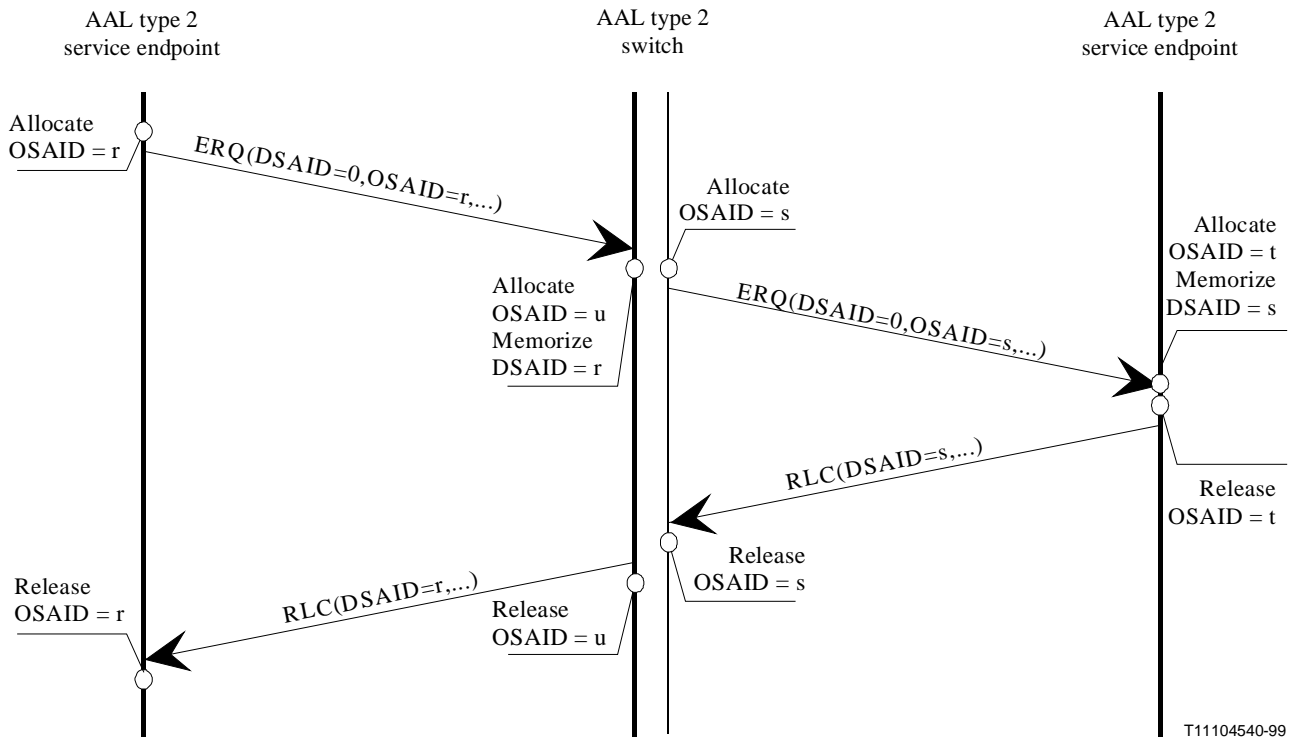 AAL type 2
service endpoint
AAL type 2
switch
AAL type 2
service endpoint
Allocate
OSAID = r
ERQ(DSAID=0,OSAID=r,...)
Allocate
OSAID = s
Allocate
OSAID = u
Memorize
DSAID = r
ERQ(DSAID=0,OSAID=s,...)
Allocate
OSAID = t
Memorize
DSAID = s
RLC(DSAID=s,...)
Release
OSAID = t
Release
OSAID = s
RLC(DSAID=r,...)
Release
OSAID = u
Release
OSAID = r
T11104540-99